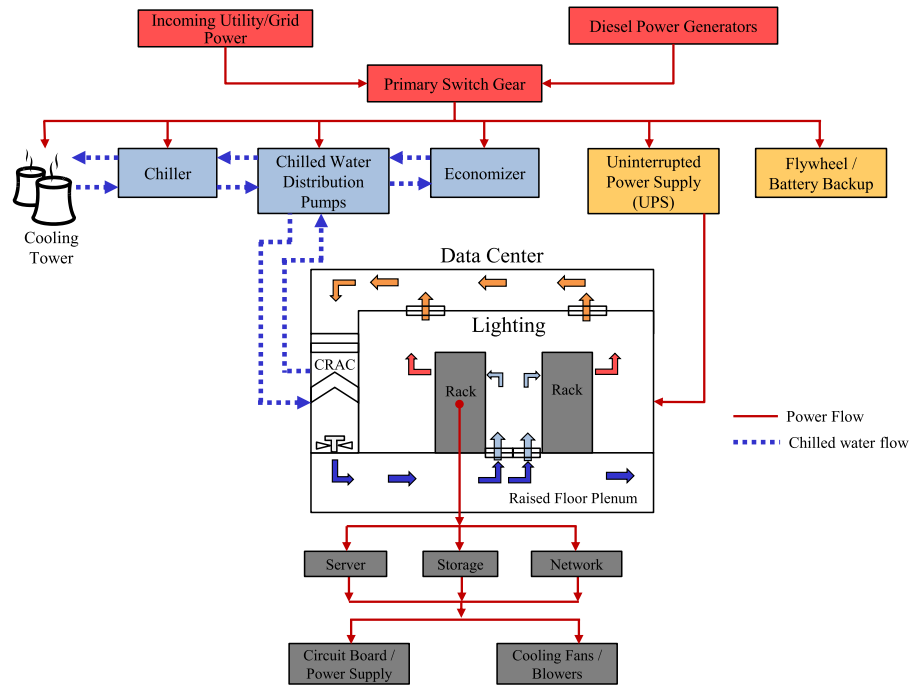 Incoming Utility/Grid
Power
Diesel Power Generators
Primary Switch Gear
Chiller
Chilled Water
Distribution
Pumps
Economizer
Uninterrupted
Power Supply
(UPS)
Flywheel /
Battery Backup
Cooling
Tower
Data Center
Lighting
CRAC
Rack
Rack
Power Flow
Chilled water flow
Raised Floor Plenum
Server
Storage
Network
Circuit Board /
Power Supply
Cooling Fans /
Blowers